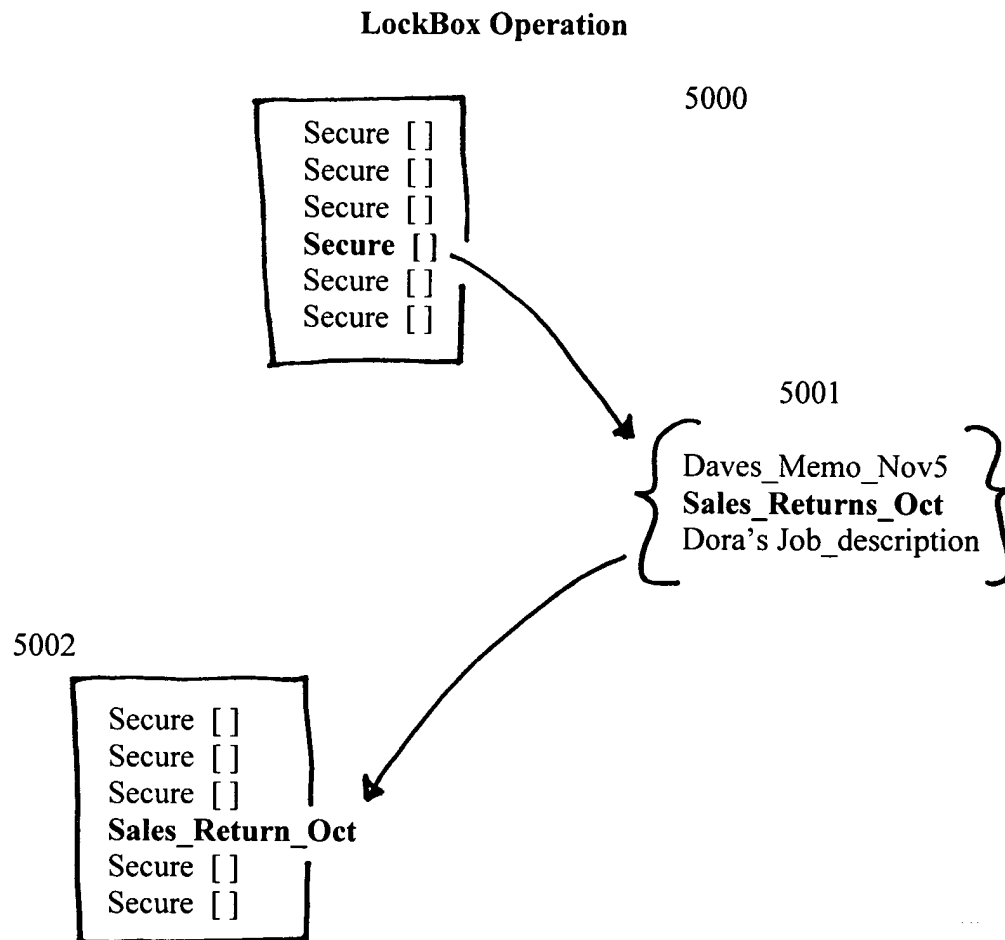 LockBox Operation
5000
Secure [ ]
Secure [ ]
Secure [ ]
Secure [ ]
Secure [ ]
Secure [ ]
5001
Daves_Memo_Nov5
Sales_Returns_Oct
Dora’s Job_description
5002
Secure [ ]
Secure [ ]
Secure [ ]
Sales_Return_Oct
Secure [ ]
Secure [ ]